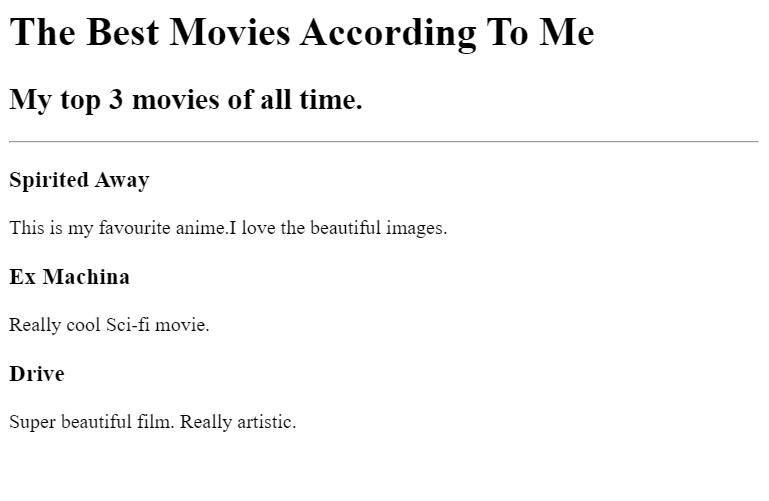 The Best Movies According To Me
My top 3 movies of all time.
Spirited Away
This is my favourite anime.I love the beautiful images.
Ex Machina
Really cool Sci-fi movie.
Drive
Super beautiful film. Really artistic.